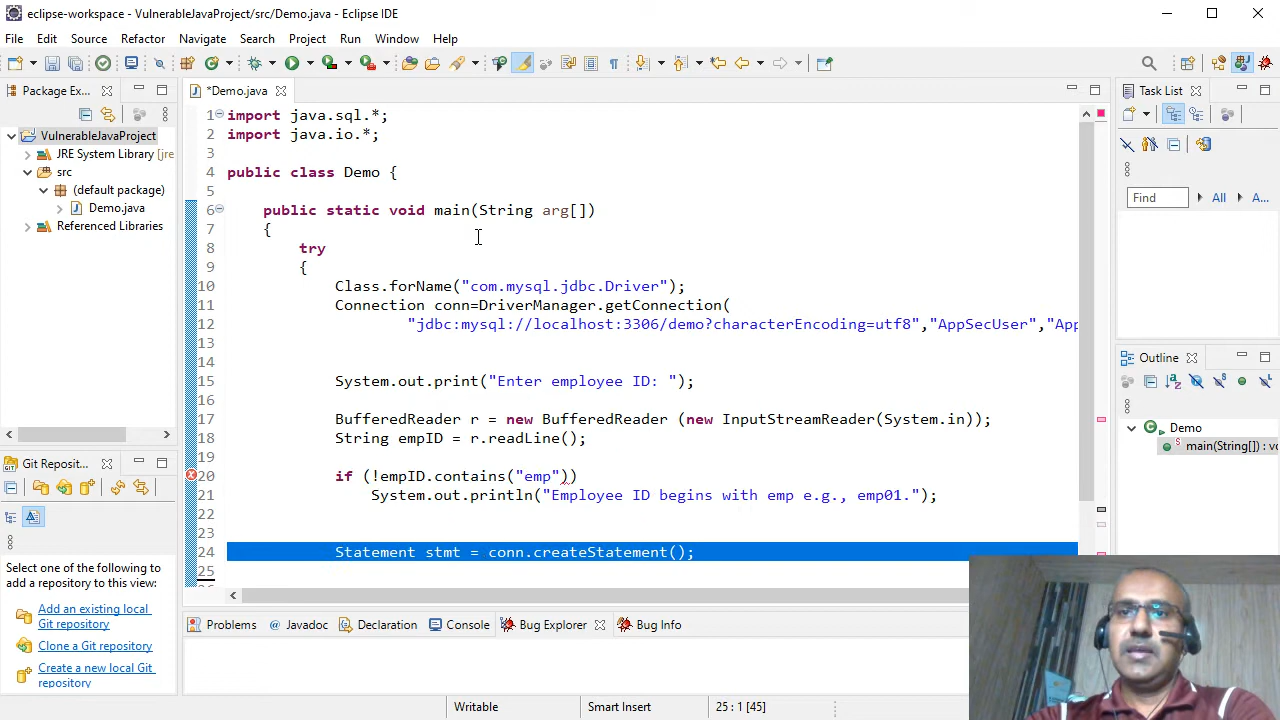 eclipse-workspace - VulnerableJavaProject/src/Demo.java - Eclipse IDE
File Edit Source Refactor Navigate Search Project Run Window Help
Package Ex...
*Demo.java
Task List
VulnerableJavaProject
JRE System Library [jre
src
(default package)
Demo.java
Referenced Libraries
1 import java.sql.*;
2 import java.io.*;
3
4 public class Demo {
5
6 public static void main(String arg[])
7 {
8 try
9 {
10 Class.forName("com.mysql.jdbc.Driver");
11 Connection conn=DriverManager.getConnection(
12 "jdbc:mysql://localhost:3306/demo?characterEncoding=utf8","AppSecUser","App
13
14
15 System.out.print("Enter employee ID: ");
16
17 BufferedReader r = new BufferedReader (new InputStreamReader(System.in));
18 String empID = r.readLine();
19
20 if (!empID.contains("emp"))
21 System.out.println("Employee ID begins with emp e.g., emp01.");
22
23
24 Statement stmt = conn.createStatement();
25
Find All A...
Outline
Demo
main(String[]) : v
Git Reposit...
Select one of the following to
add a repository to this view:
Add an existing local
Git repository
Clone a Git repository
Create a new local Git
repository
Problems Javadoc Declaration Console Bug Explorer Bug Info
Writable Smart Insert 25 : 1 [45]